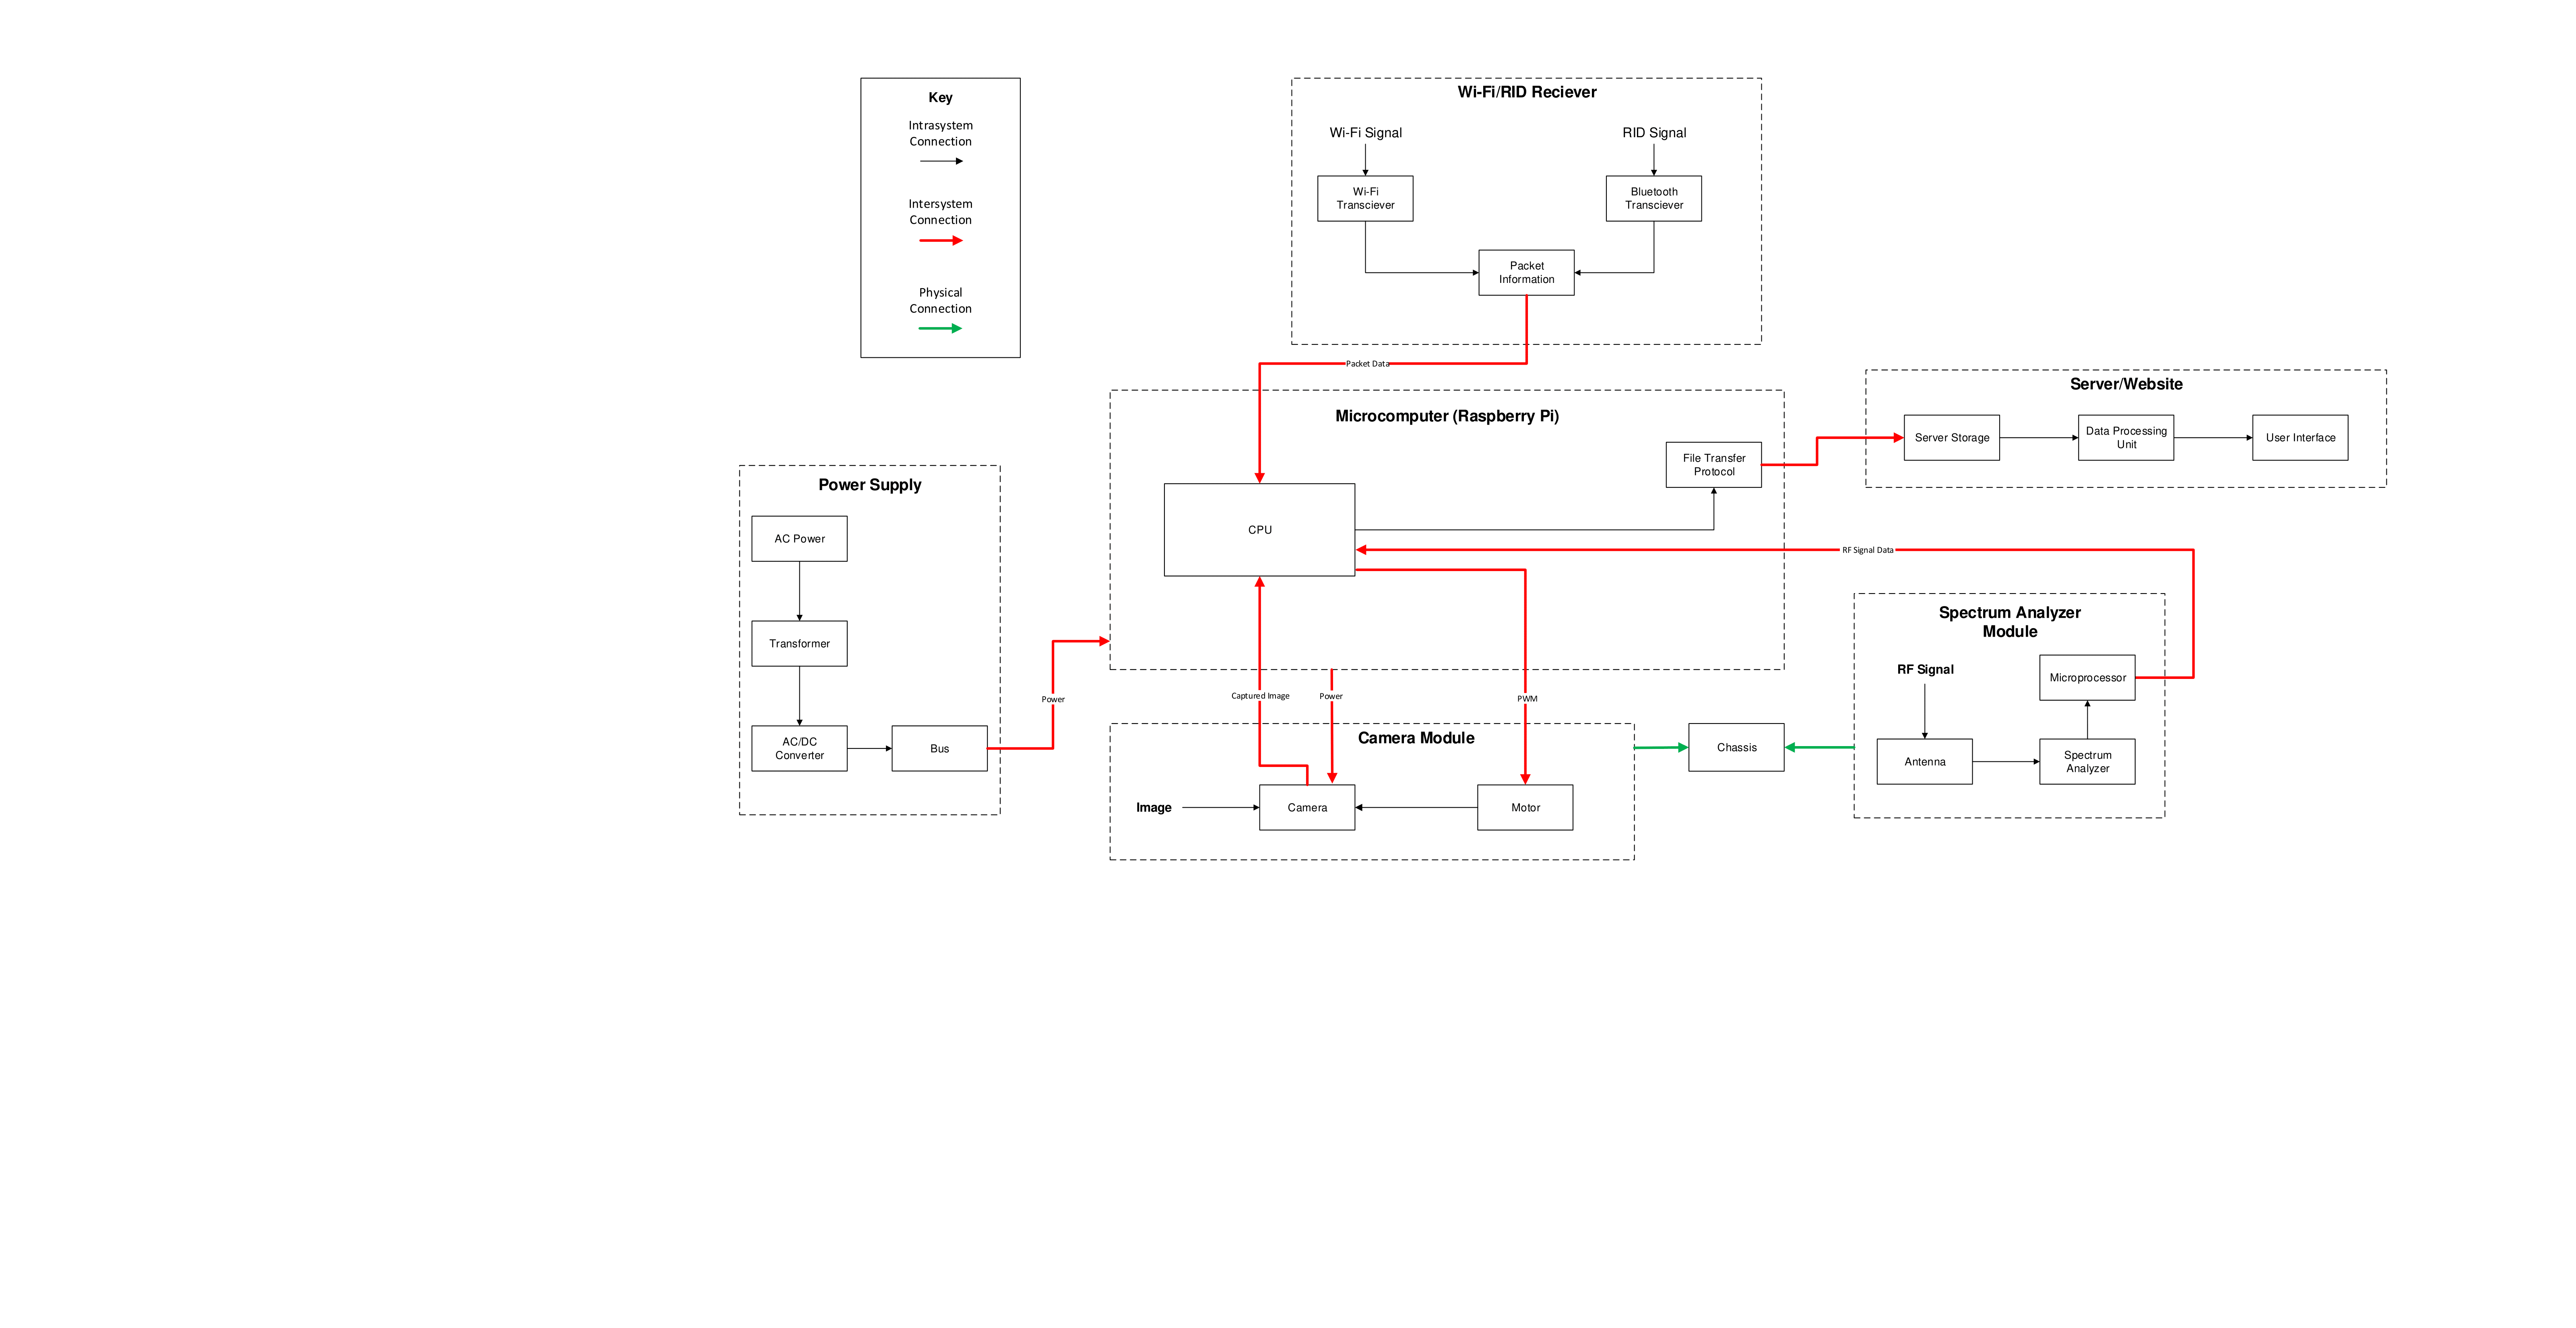 Key
Intrasystem
Connection
Intersystem
Connection
Physical
Connection
Wi-Fi/RID Reciever
Wi-Fi Signal
RID Signal
Wi-Fi
Transciever
Bluetooth
Transciever
Packet
Information
Packet Data
Microcomputer (Raspberry Pi)
File Transfer
Protocol
CPU
Server/Website
Server Storage
Data Processing
Unit
User Interface
RF Signal Data
Power Supply
AC Power
Transformer
AC/DC
Converter
Bus
Power
Captured Image
Power
PWM
Camera Module
Image
Camera
Motor
Chassis
Spectrum Analyzer
Module
RF Signal
Microprocessor
Antenna
Spectrum
Analyzer